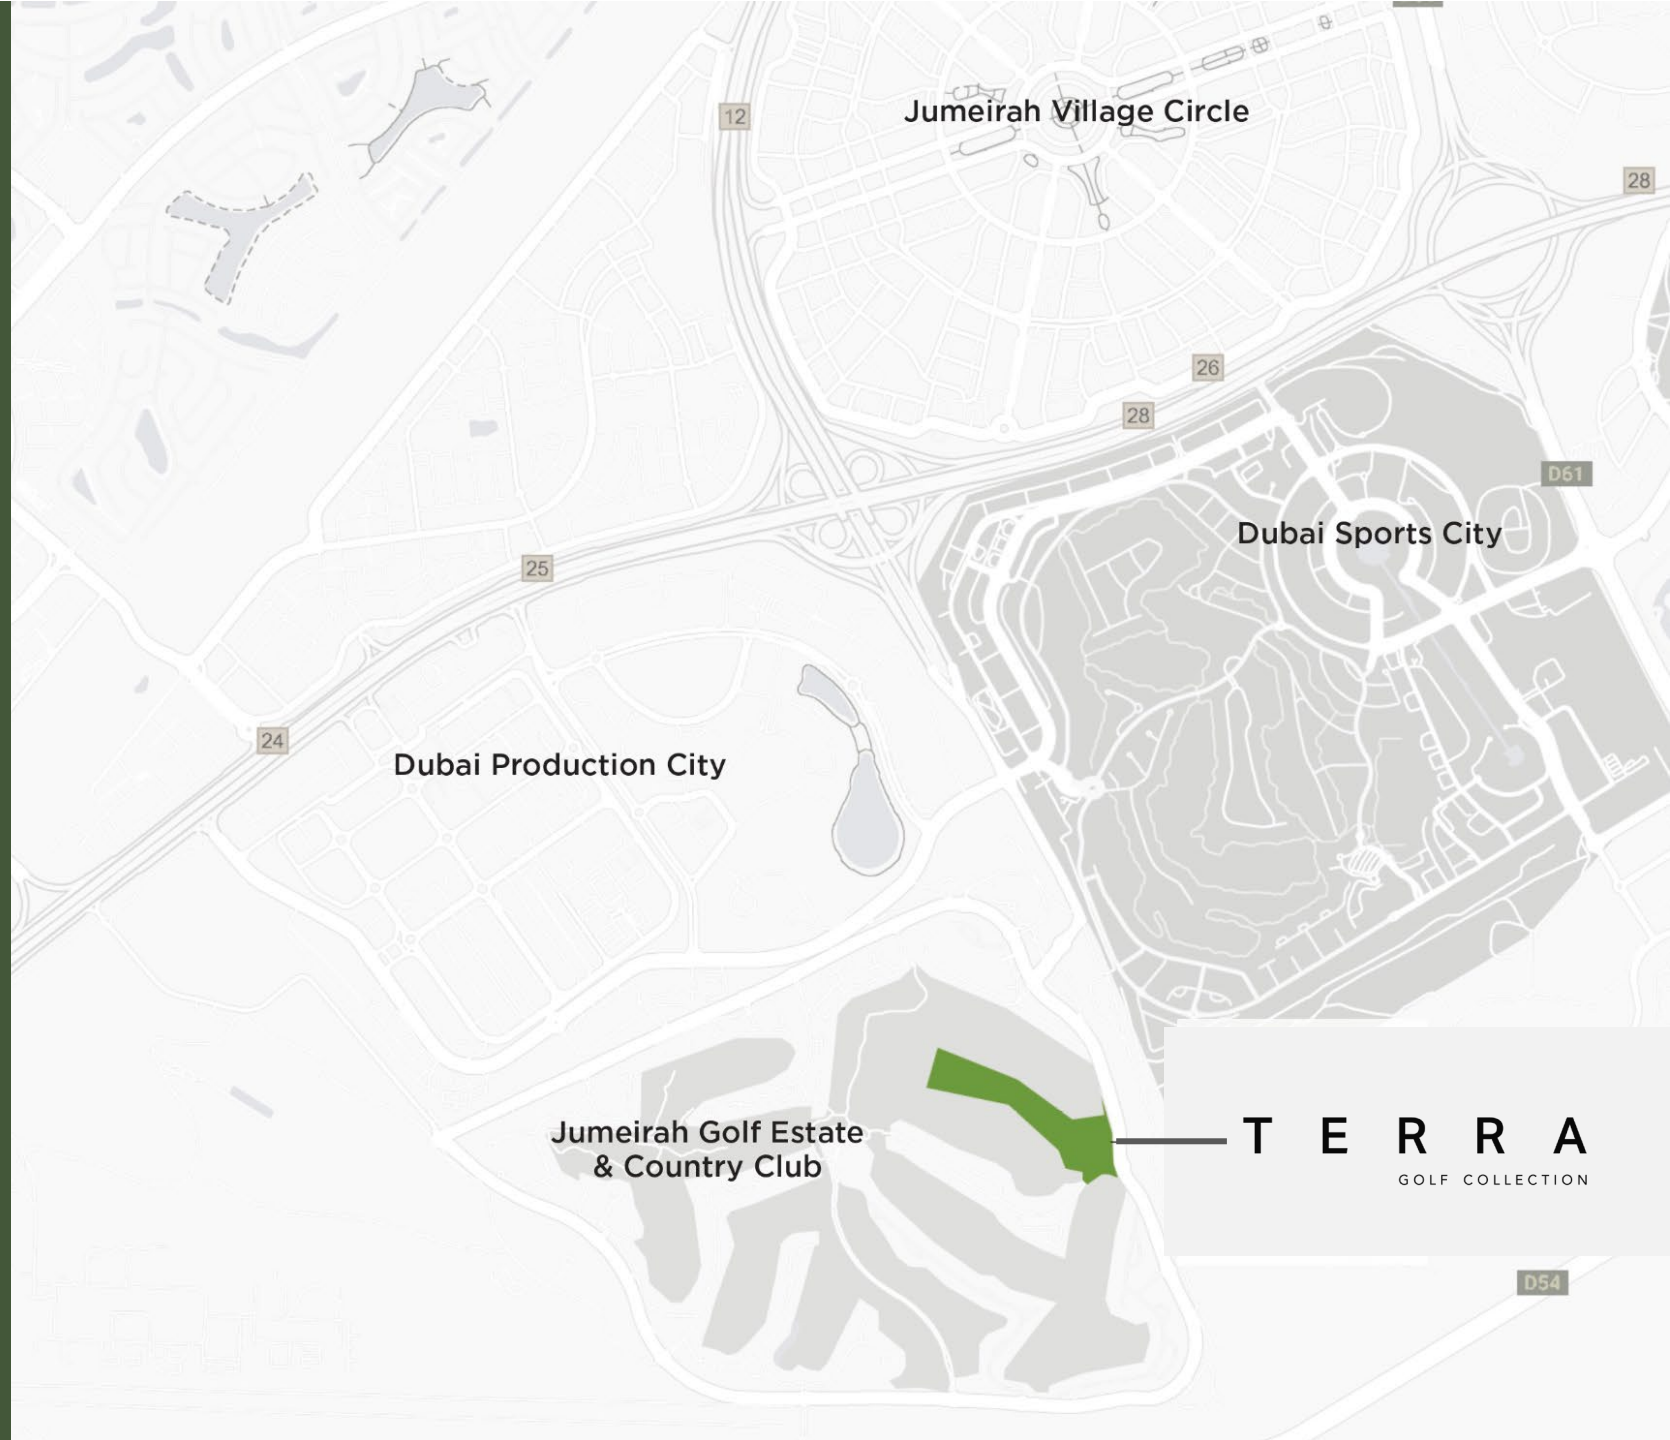 Jumeirah Village Circle
12
28
26
28
D61
Dubai Sports City
25
24
Dubai Production City
Jumeirah Golf Estate
& Country Club
TERRA
GOLF COLLECTION
D54